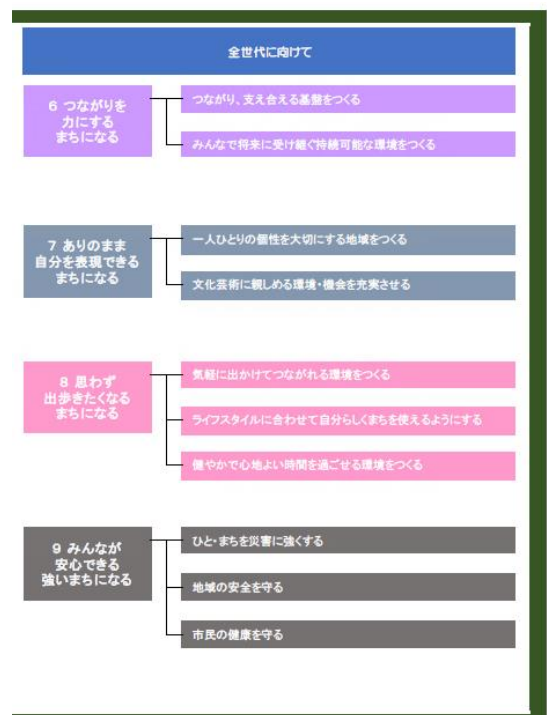 全世代に向けて
6 つながりを
力にする
まちになる
つながり、支え合える基盤をつくる
みんなで将来に受け継ぐ持続可能な環境をつくる
7 ありのまま
自分を表現できる
まちになる
一人ひとりの個性を大切にする地域をつくる
文化芸術に親しめる環境・機会を充実させる
8 思わず
出歩きたくなる
まちになる
気軽に出かけてつながれる環境をつくる
ライフスタイルに合わせて自分らしくまちを使えるようにする
健やかで心地よい時間を過ごせる環境をつくる
9 みんなが
安心できる
強いまちになる
ひと・まちを災害に強くする
地域の安全を守る
市民の健康を守る